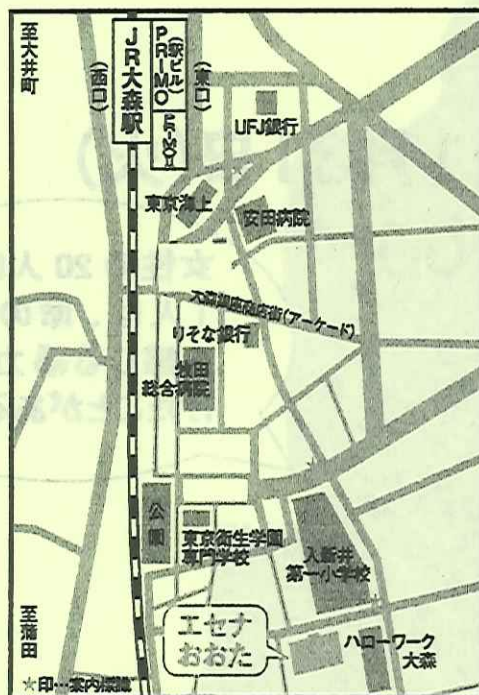 至大井町
(西口)
JR大森駅
PRIMO
(駅ビル)
PRIMOⅡ
(東口)
UFJ銀行
東京海上
安田病院
大森銀座商店街(アーケード)
りそな銀行
牧田
総合病院
公園
東京衛生学園
専門学校
入新井
第一小学校
エセナ
おおた
ハローワーク
大森
至蒲田
☆印…案内標識